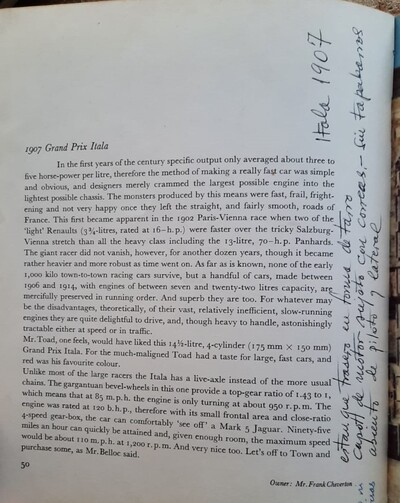 1907 Grand Prix Itala
In the first years of the century specific output only averaged about three to
five horse-power per litre, therefore the method of making a really fast car was simple
and obvious, and designers merely crammed the largest possible engine into the
lightest possible chassis. The monsters produced by this means were fast, frail, fright-
ening and not very happy once they left the straight, and fairly smooth, roads of
France. This first became apparent in the 1902 Paris-Vienna race when two of the
'light' Renaults (3¾-litres, rated at 16–h.p.) were faster over the tricky Salzburg-
Vienna stretch than all the heavy class including the 13-litre, 70–h.p. Panhards.
The giant racer did not vanish, however, for another dozen years, though it became
rather heavier and more robust as time went on. As far as is known, none of the early
1,000 kilo town-to-town racing cars survive, but a handful of cars, made between
1906 and 1914, with engines of between seven and twenty-two litres capacity, are
mercifully preserved in running order. And superb they are too. For whatever may
be the disadvantages, theoretically, of their vast, relatively inefficient, slow-running
engines they are quite delightful to drive and, though heavy to handle, astonishingly
tractable either at speed or in traffic.
Mr. Toad, one feels, would have liked this 14½-litre, 4-cylinder (175 mm × 150 mm)
Grand Prix Itala. For the much-maligned Toad had a taste for large, fast cars, and
red was his favourite colour.
Unlike most of the large racers the Itala has a live-axle instead of the more usual
chains. The gargantuan bevel-wheels in this one provide a top-gear ratio of 1.43 to 1,
which means that at 85 m.p.h. the engine is only turning at about 950 r.p.m. The
engine was rated at 120 b.h.p., therefore with its small frontal area and close-ratio
4-speed gear-box, the car can comfortably 'see off' a Mark 5 Jaguar. Ninety-five
miles an hour can quickly be attained and, given enough room, the maximum speed
would be about 110 m.p.h. at 1,200 r.p.m. And very nice too. Let's off to Town and
purchase some, as Mr. Belloc said.
50
Owner: Mr. Frank Cheverton
Itala 1907
estanque trasero en forma de tarro
capot de motor sujeto con correas.- Sin tapabarros
asiento de piloto y lateral